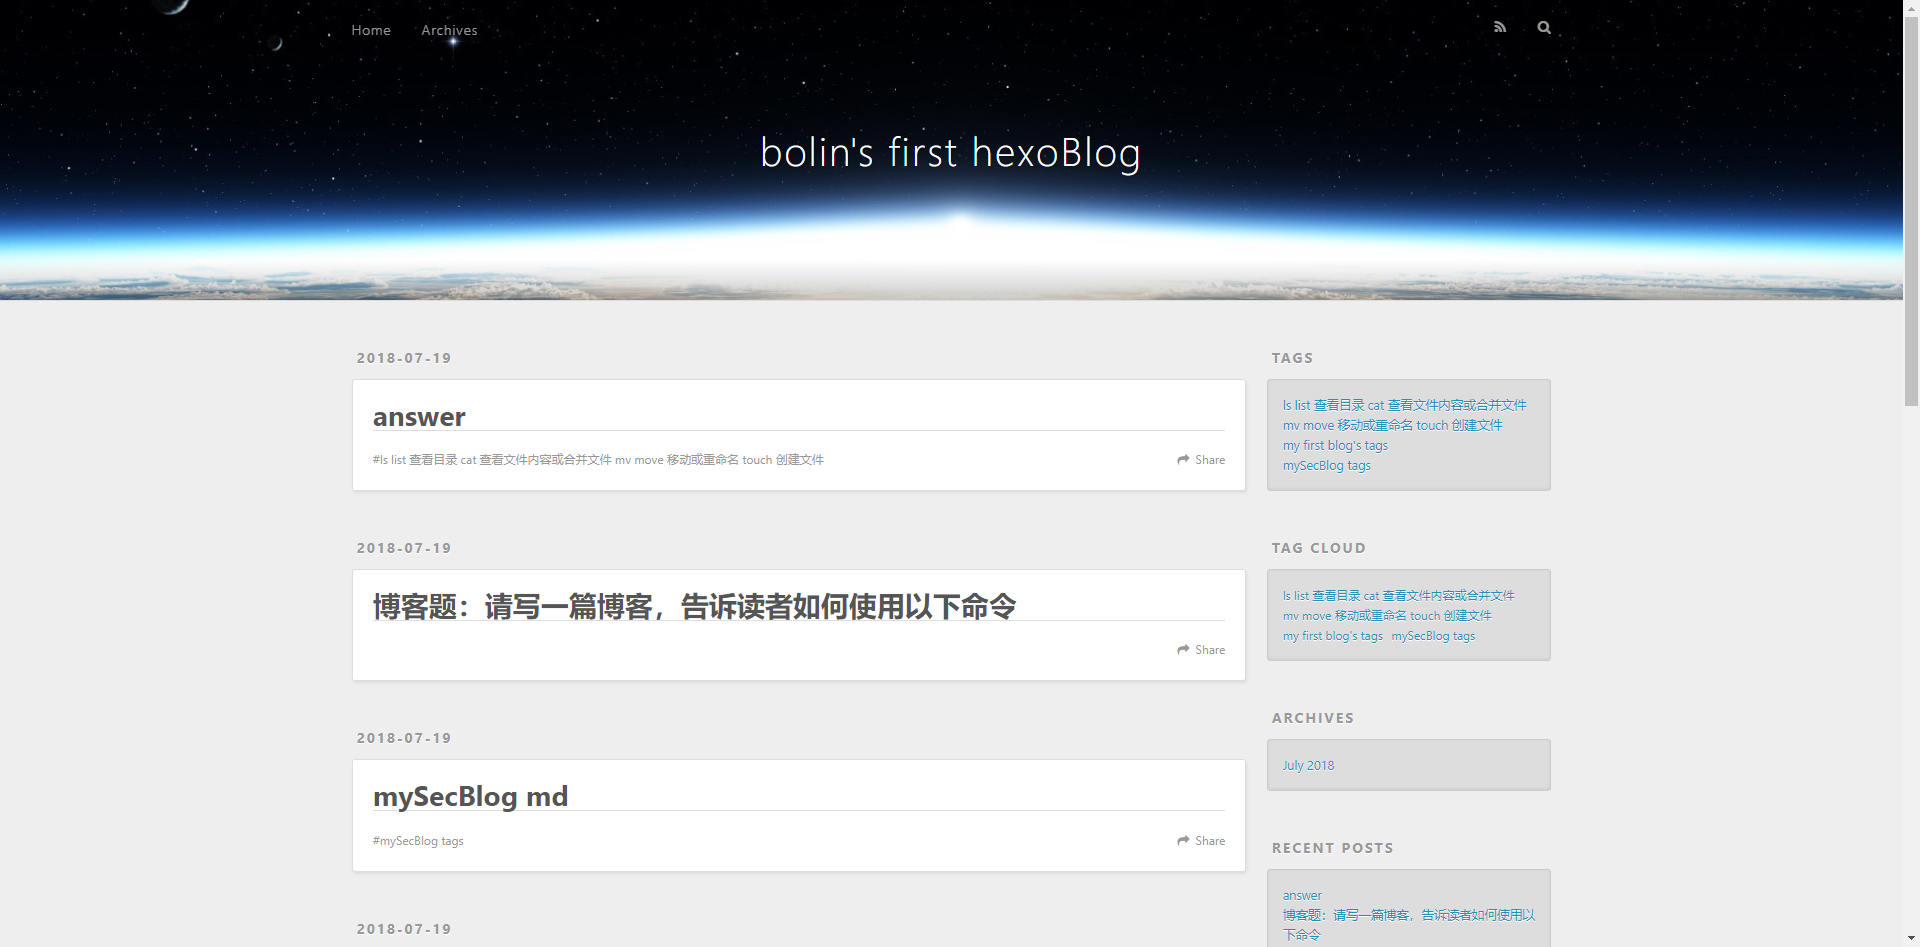 Home Archives
bolin's first hexoBlog
2018-07-19
answer
#ls list 查看目录 cat 查看文件内容或合并文件 mv move 移动或重命名 touch 创建文件
Share
2018-07-19
博客题：请写一篇博客，告诉读者如何使用以下命令
Share
2018-07-19
mySecBlog md
#mySecBlog tags
Share
2018-07-19
TAGS
ls list 查看目录 cat 查看文件内容或合并文件
mv move 移动或重命名 touch 创建文件
my first blog's tags
mySecBlog tags
TAG CLOUD
ls list 查看目录 cat 查看文件内容或合并文件
mv move 移动或重命名 touch 创建文件
my first blog's tags mySecBlog tags
ARCHIVES
July 2018
RECENT POSTS
answer
博客题：请写一篇博客，告诉读者如何使用以
下命令